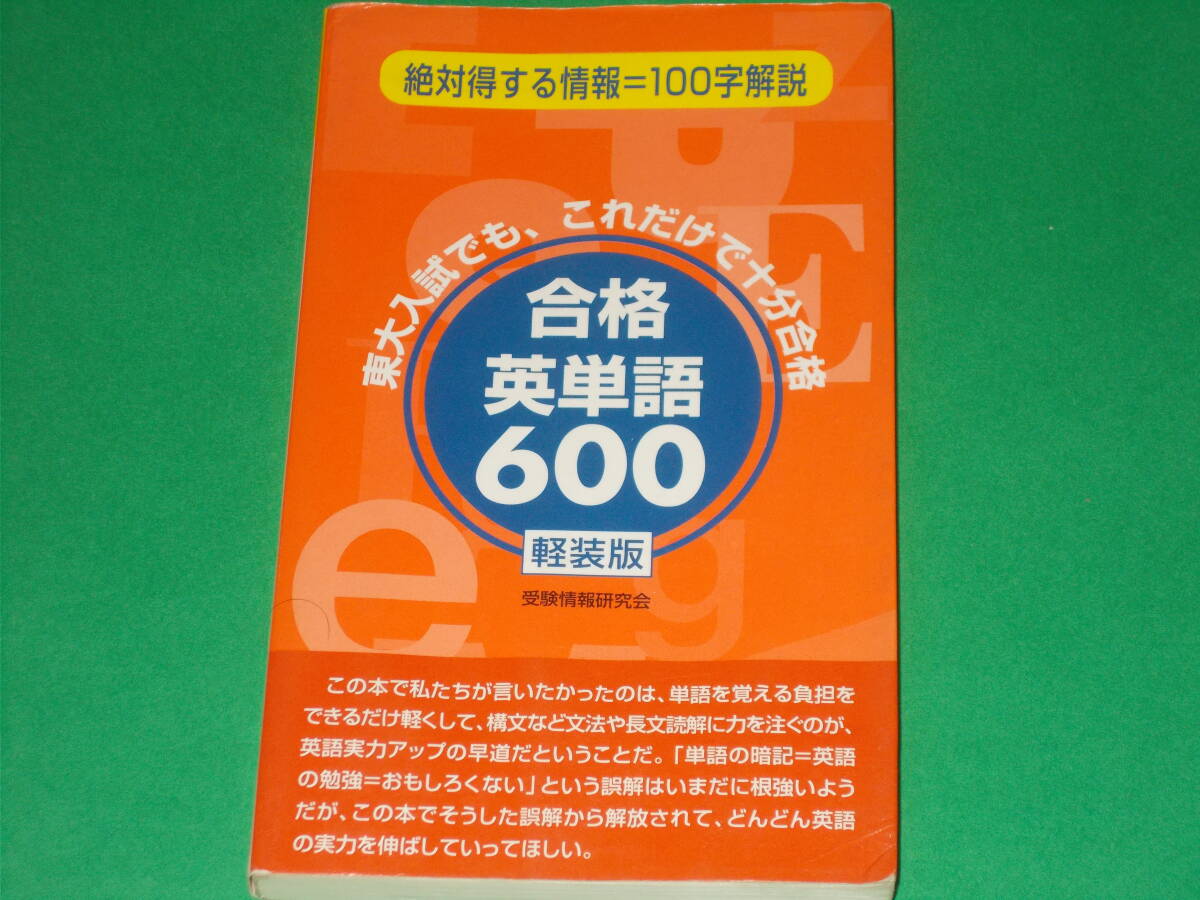 絶対得する情報=100字解説
東大入試でも、これだけで十分合格
合格
英単語
600
軽装版
受験情報研究会
この本で私たちが言いたかったのは、単語を覚える負担を
できるだけ軽くして、構文など文法や長文読解に力を注ぐのが、
英語実力アップの早道だということだ。「単語の暗記=英語
の勉強=おもしろくない」という誤解はいまだに根強いよう
だが、この本でそうした誤解から解放されて、どんどん英語
の実力を伸ばしていってほしい。